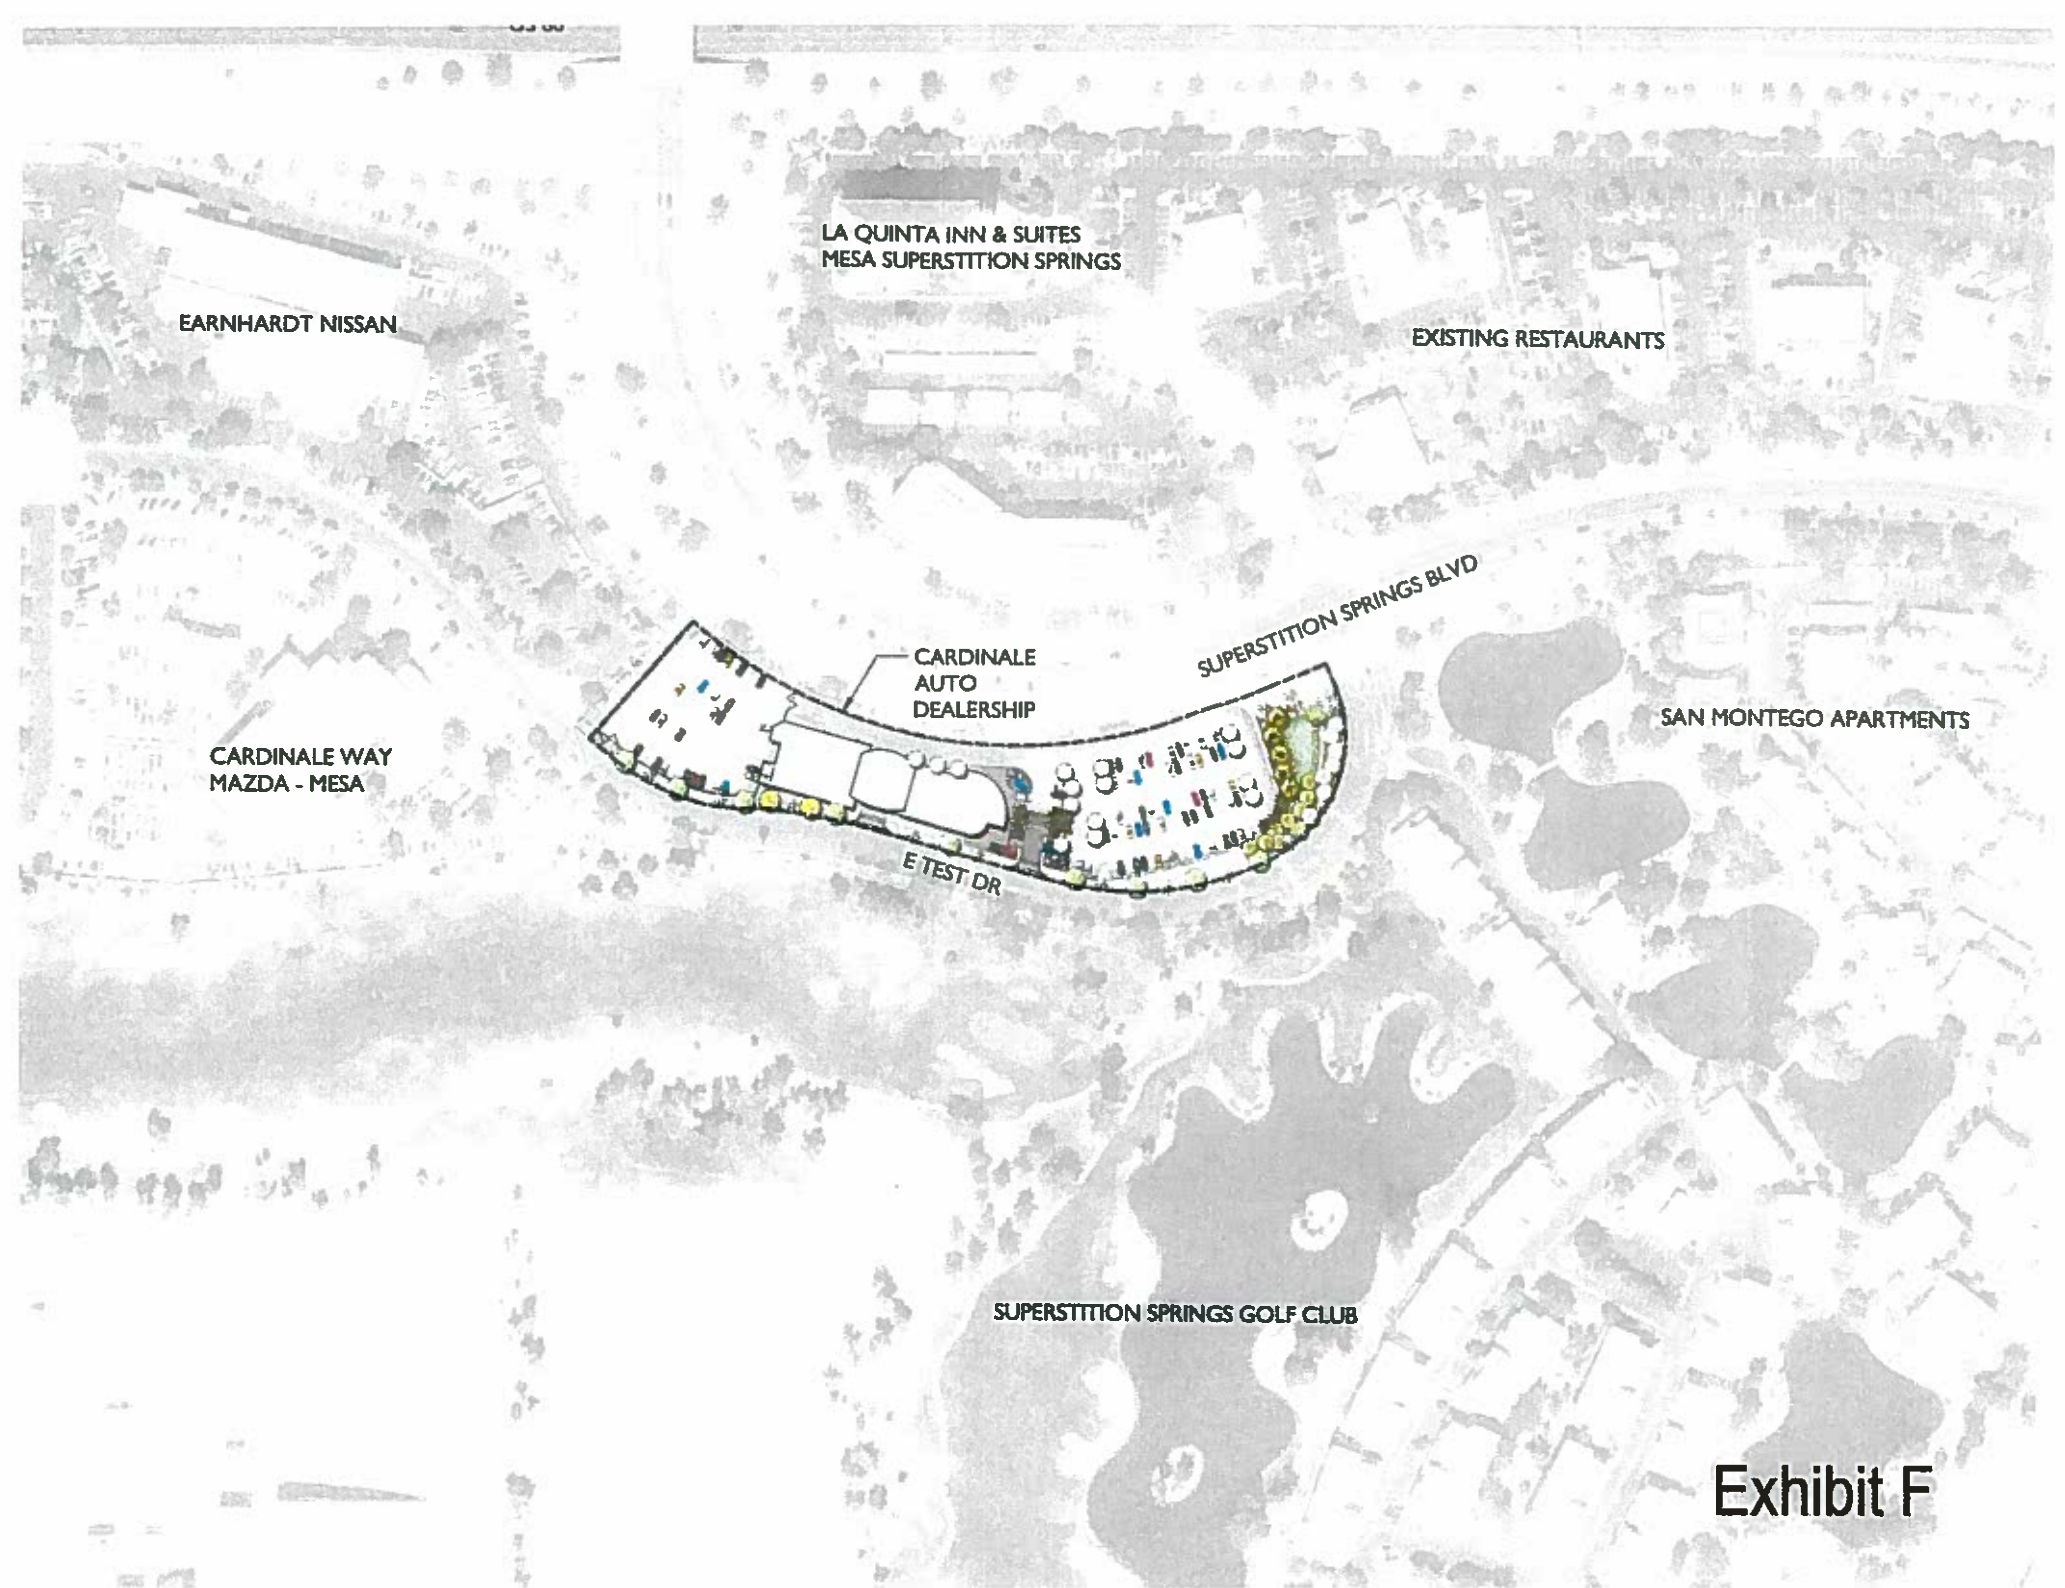 LA QUINTA INN & SUITES
MESA SUPERSTITION SPRINGS
EARNHARDT NISSAN
EXISTING RESTAURANTS
SUPERSTITION SPRINGS BLVD
CARDINALE
AUTO
DEALERSHIP
SAN MONTEGO APARTMENTS
CARDINALE WAY
MAZDA - MESA
E TEST DR
SUPERSTITION SPRINGS GOLF CLUB
Exhibit F